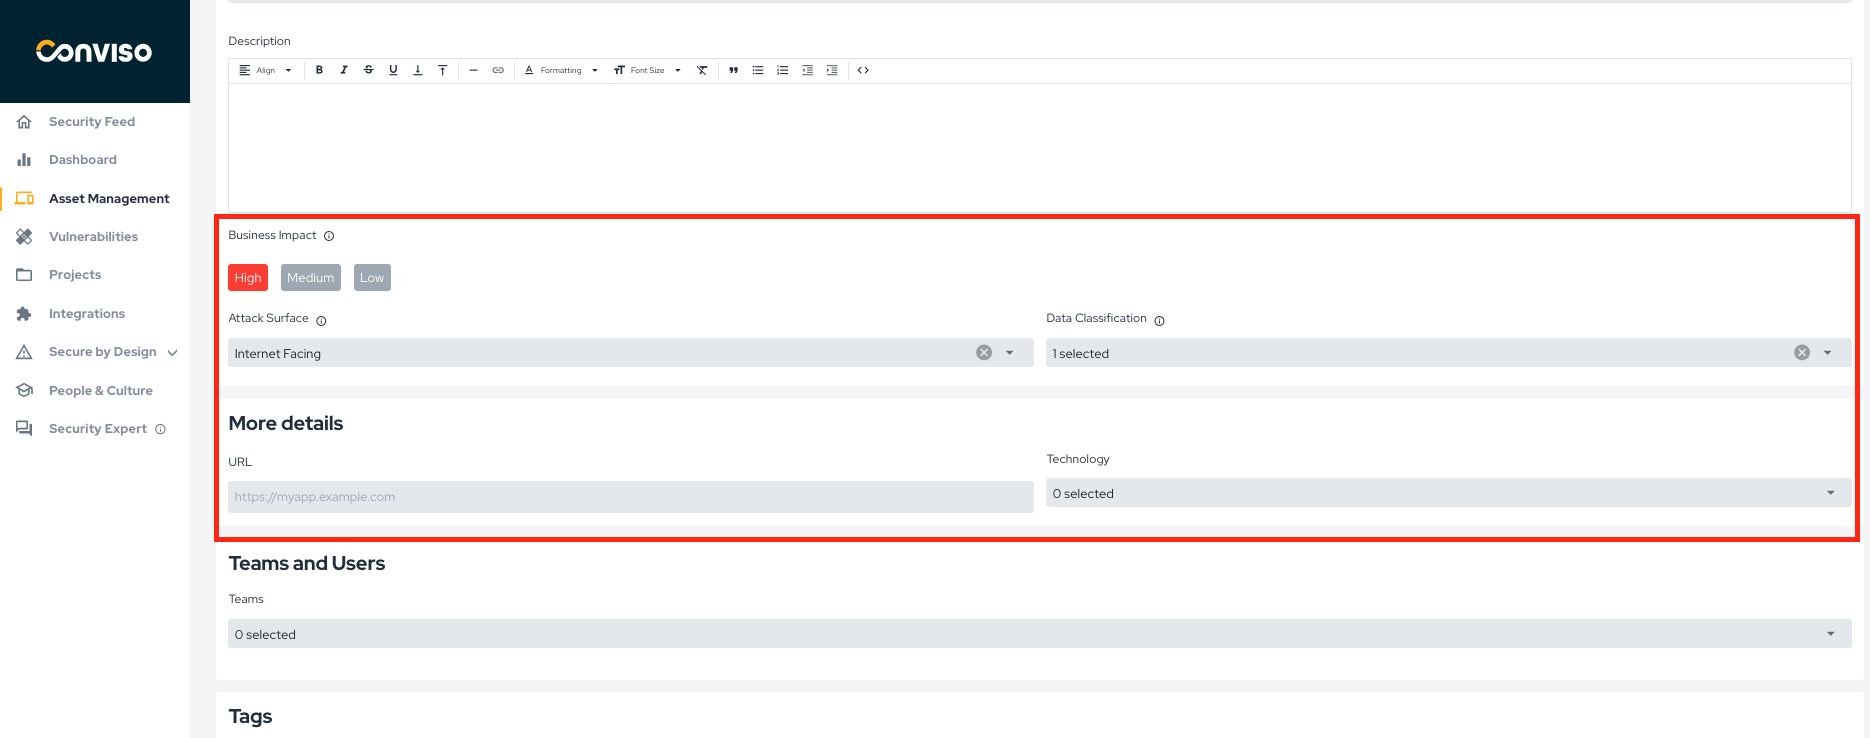 Conviso
Security Feed
Dashboard
Asset Management
Vulnerabilities
Projects
Integrations
Secure by Design
People & Culture
Security Expert
Description
Align
B I S U
Formatting
Font Size
Business Impact
High Medium Low
Attack Surface
Internet Facing
Data Classification
1 selected
More details
URL
https://myapp.example.com
Technology
0 selected
Teams and Users
Teams
0 selected
Tags